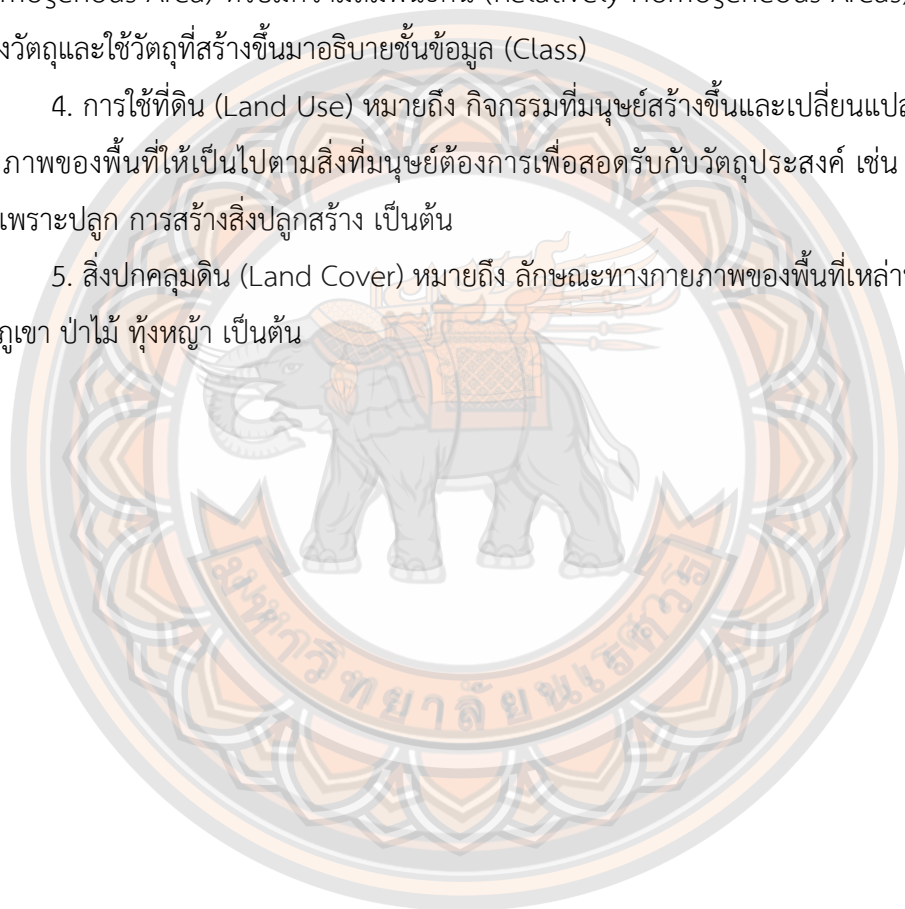 (Relatively Homogeneous Areas)
งวัตถุและใช้วัตถุที่สร้างขึ้นมาอธิบายชั้นข้อมูล (Class)
4. การใช้ที่ดิน (Land Use) หมายถึง กิจกรรมที่มนุษย์สร้างขึ้นและเปลี่ยนแปล
ภาพของพื้นที่ให้เป็นไปตามสิ่งที่มนุษย์ต้องการเพื่อสอดรับกับวัตถุประสงค์ เช่น
เพราะปลูก การสร้างสิ่งปลูกสร้าง เป็นต้น
5. สิ่งปกคลุมดิน (Land Cover) หมายถึง ลักษณะทางกายภาพของพื้นที่เหล่า
ภูเขา ป่าไม้ ทุ่งหญ้า เป็นต้น
มหาวิทยาลัยนเรศวร